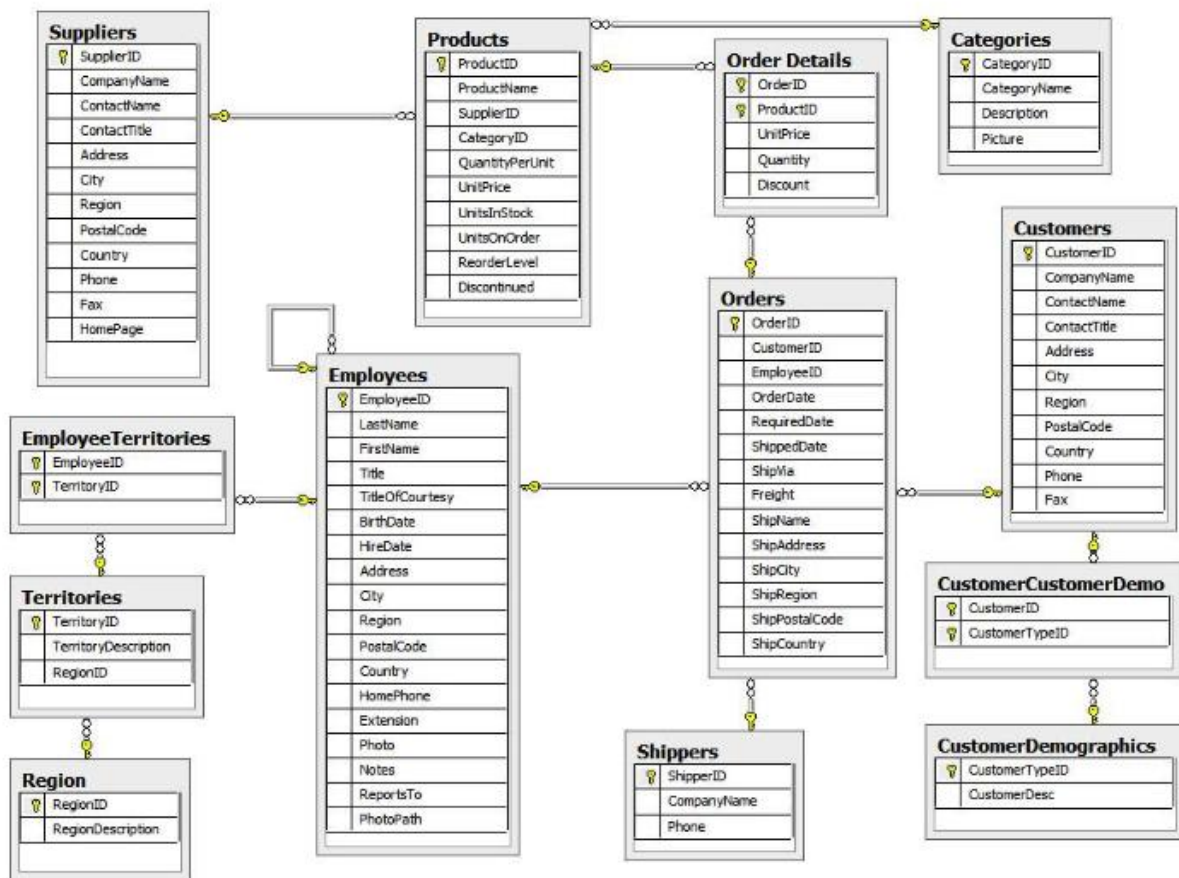 Suppliers
SupplierID
CompanyName
ContactName
ContactTitle
Address
City
Region
PostalCode
Country
Phone
Fax
HomePage
Products
ProductID
ProductName
SupplierID
CategoryID
QuantityPerUnit
UnitPrice
UnitsInStock
UnitsOnOrder
ReorderLevel
Discontinued
Order Details
OrderID
ProductID
UnitPrice
Quantity
Discount
Categories
CategoryID
CategoryName
Description
Picture
Employees
EmployeeID
LastName
FirstName
Title
TitleOfCourtesy
BirthDate
HireDate
Address
City
Region
PostalCode
Country
HomePhone
Extension
Photo
Notes
ReportsTo
PhotoPath
Orders
OrderID
CustomerID
EmployeeID
OrderDate
RequiredDate
ShippedDate
ShipVia
Freight
ShipName
ShipAddress
ShipCity
ShipRegion
ShipPostalCode
ShipCountry
Customers
CustomerID
CompanyName
ContactName
ContactTitle
Address
City
Region
PostalCode
Country
Phone
Fax
EmployeeTerritories
EmployeeID
TerritoryID
Territories
TerritoryID
TerritoryDescription
RegionID
Region
RegionID
RegionDescription
Shippers
ShipperID
CompanyName
Phone
CustomerCustomerDemo
CustomerID
CustomerTypeID
CustomerDemographics
CustomerTypeID
CustomerDesc